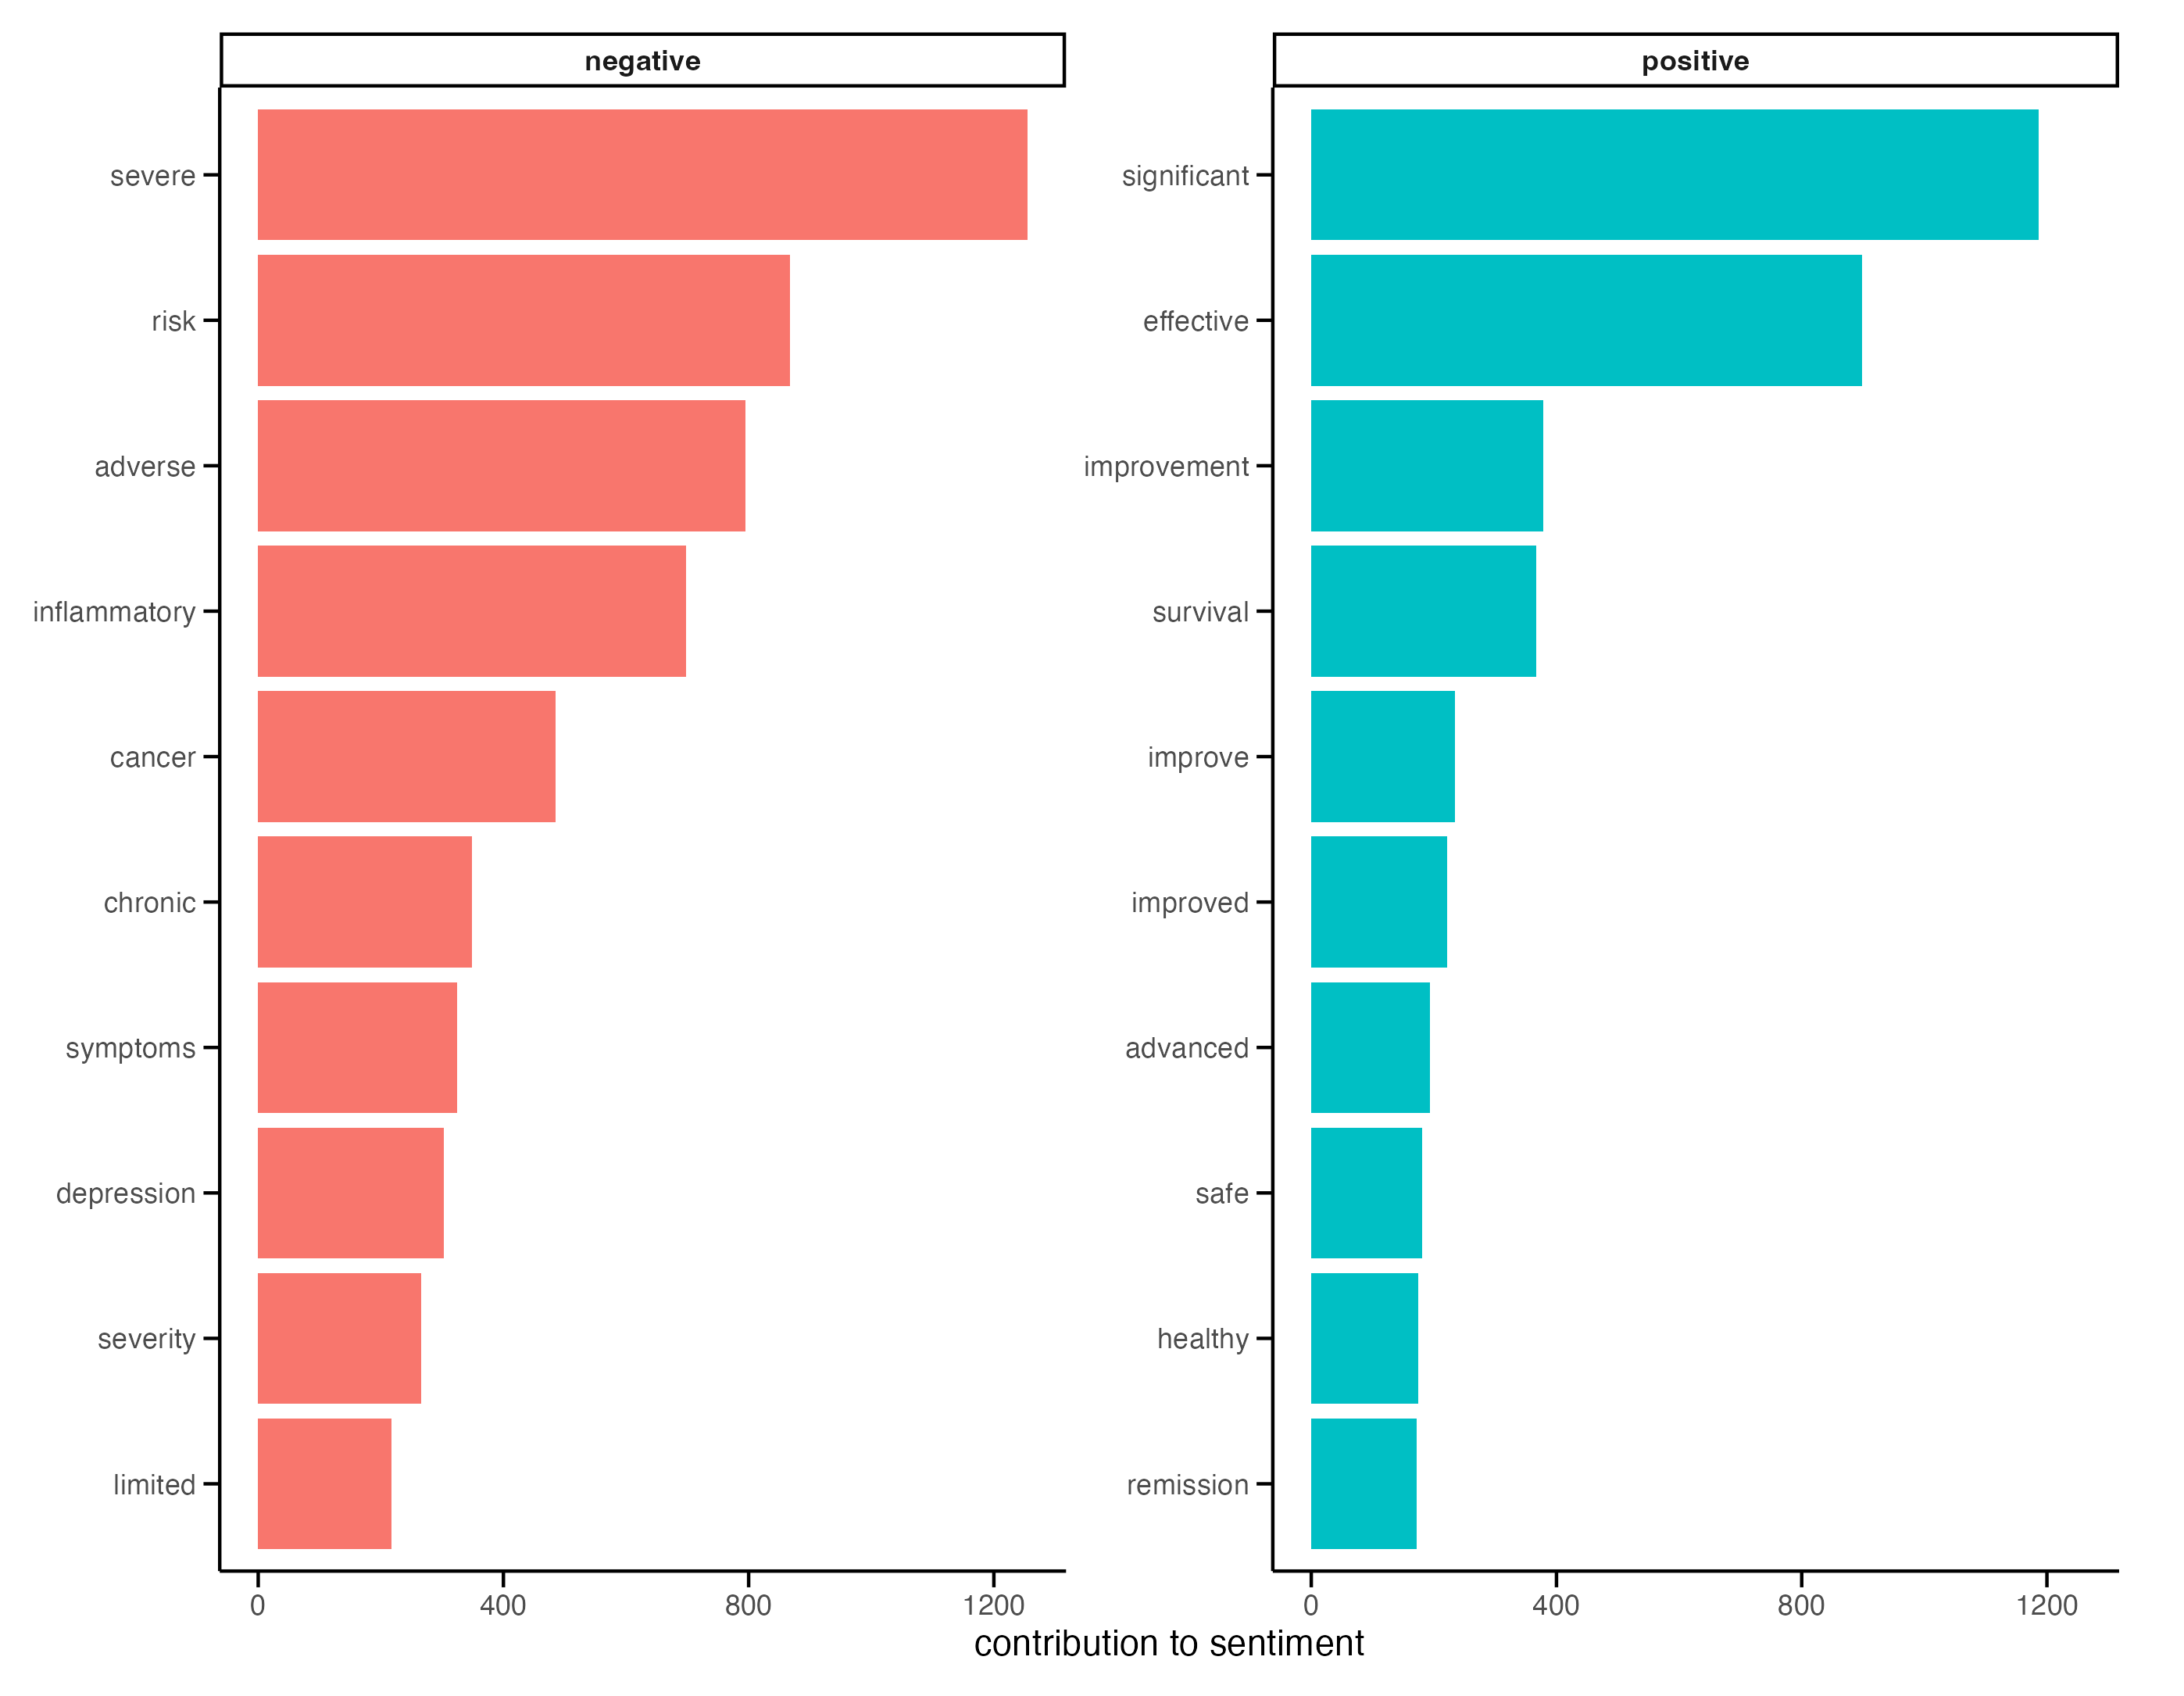 negative
severe
risk
adverse
inflammatory
cancer
chronic
symptoms
depression
severity
limited
0 400 800 1200
positive
significant
effective
improvement
survival
improve
improved
advanced
safe
healthy
remission
0 400 800 1200
contribution to sentiment